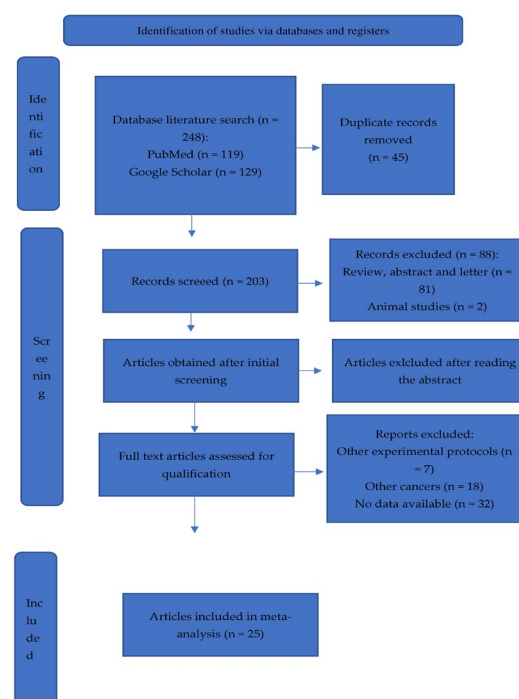 Identification of studies via databases and registers
Ide
nti
fic
ati
on
Database literature search (n =
248):
PubMed (n = 119)
Google Scholar (n = 129)
Duplicate records
removed
(n = 45)
Scr
ee
nin
g
Records screeed (n = 203)
Records excluded (n = 88):
Review, abstract and letter (n =
81)
Animal studies (n = 2)
Articles obtained after initial
screening
Articles exlcluded after reading
the abstract
Full text articles assessed for
qualification
Reports excluded:
Other experimental protocols (n
= 7)
Other cancers (n = 18)
No data available (n = 32)
Inc
lu
de
d
Articles included in meta-
analysis (n = 25)